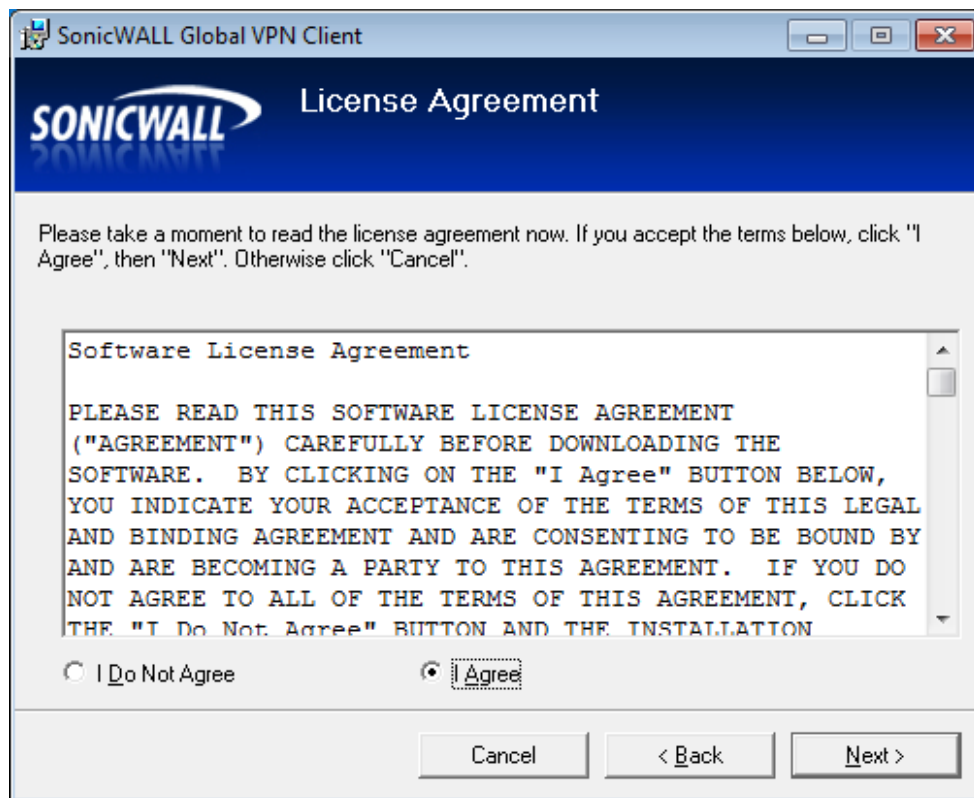 SonicWALL Global VPN Client
SONICWALL
License Agreement
Please take a moment to read the license agreement now. If you accept the terms below, click "I
Agree", then "Next". Otherwise click "Cancel".
Software License Agreement
PLEASE READ THIS SOFTWARE LICENSE AGREEMENT
("AGREEMENT") CAREFULLY BEFORE DOWNLOADING THE
SOFTWARE.  BY CLICKING ON THE "I Agree" BUTTON BELOW,
YOU INDICATE YOUR ACCEPTANCE OF THE TERMS OF THIS LEGAL
AND BINDING AGREEMENT AND ARE CONSENTING TO BE BOUND BY
AND ARE BECOMING A PARTY TO THIS AGREEMENT.  IF YOU DO
NOT AGREE TO ALL OF THE TERMS OF THIS AGREEMENT, CLICK
THE "I Do Not Agree" BUTTON AND THE INSTALLATION
I Do Not Agree
I Agree
Cancel
< Back
Next >